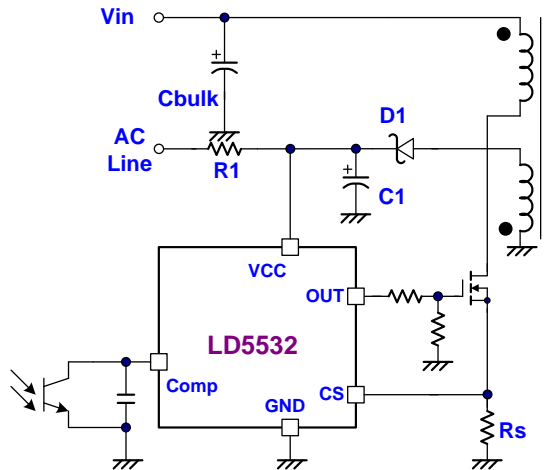 Vin
Cbulk
AC
Line
R1
D1
C1
VCC
OUT
LD5532
Comp
CS
GND
Rs